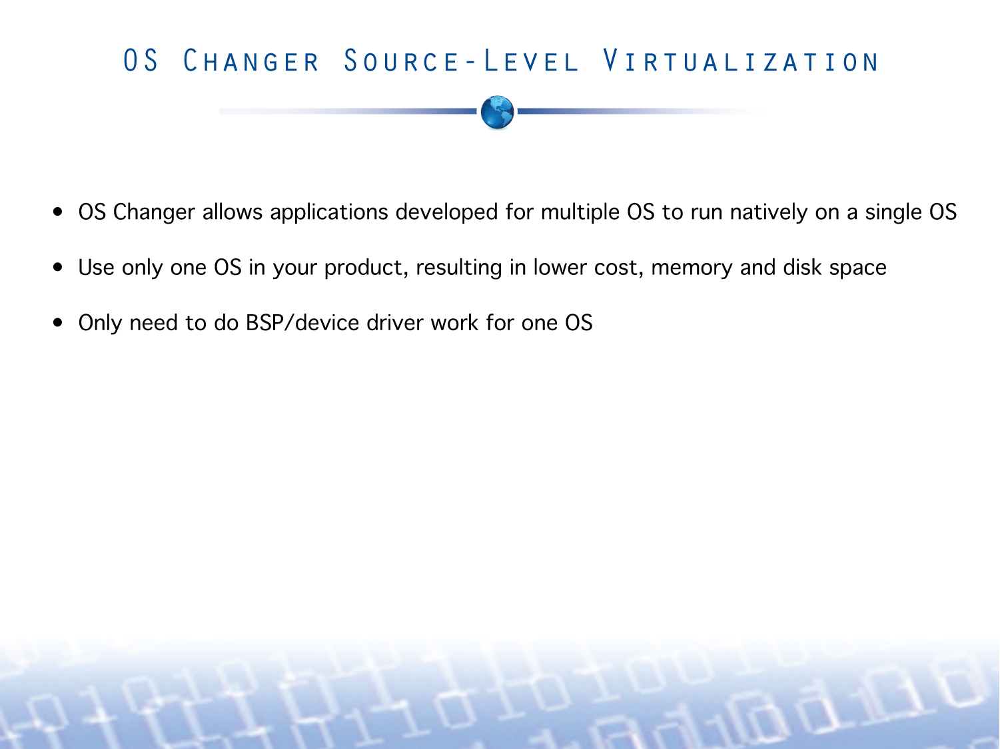 OS Changer Source-Level Virtualization
• OS Changer allows applications developed for multiple OS to run natively on a single OS
• Use only one OS in your product, resulting in lower cost, memory and disk space
• Only need to do BSP/device driver work for one OS